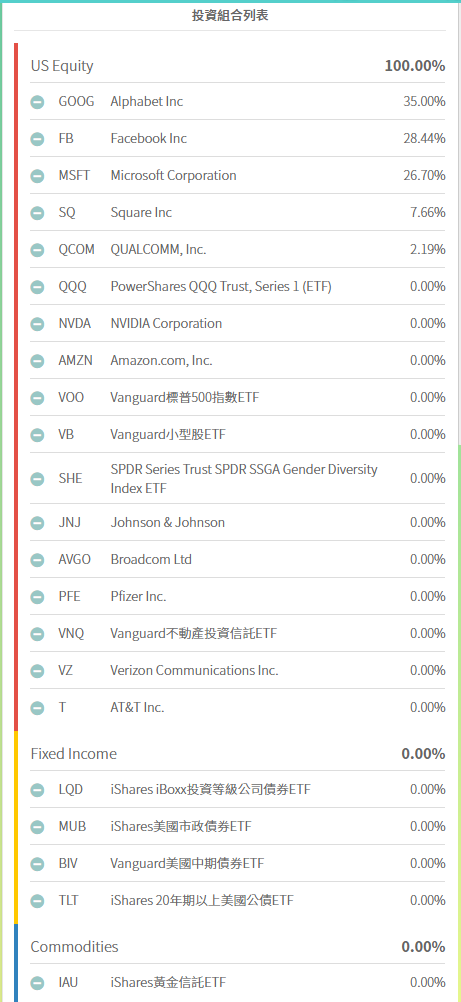 投資組合列表
US Equity 100.00%
GOOG Alphabet Inc 35.00%
FB Facebook Inc 28.44%
MSFT Microsoft Corporation 26.70%
SQ Square Inc 7.66%
QCOM QUALCOMM, Inc. 2.19%
QQQ PowerShares QQQ Trust, Series 1 (ETF) 0.00%
NVDA NVIDIA Corporation 0.00%
AMZN Amazon.com, Inc. 0.00%
VOO Vanguard標普500指數ETF 0.00%
VB Vanguard小型股ETF 0.00%
SHE SPDR Series Trust SPDR SSGA Gender Diversity
Index ETF 0.00%
JNJ Johnson & Johnson 0.00%
AVGO Broadcom Ltd 0.00%
PFE Pfizer Inc. 0.00%
VNQ Vanguard不動產投資信託ETF 0.00%
VZ Verizon Communications Inc. 0.00%
T AT&T Inc. 0.00%
Fixed Income 0.00%
LQD iShares iBoxx投資等級公司債券ETF 0.00%
MUB iShares美國市政債券ETF 0.00%
BIV Vanguard美國中期債券ETF 0.00%
TLT iShares 20年期以上美國公債ETF 0.00%
Commodities 0.00%
IAU iShares黃金信託ETF 0.00%